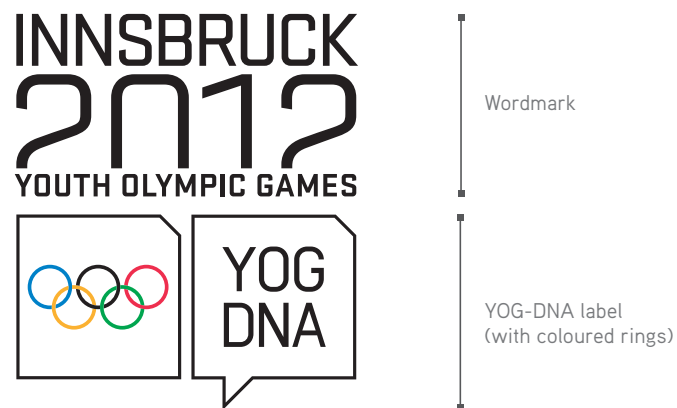 INNSBRUCK
2012
YOUTH OLYMPIC GAMES
Wordmark
YOG
DNA
YOG-DNA label
(with coloured rings)